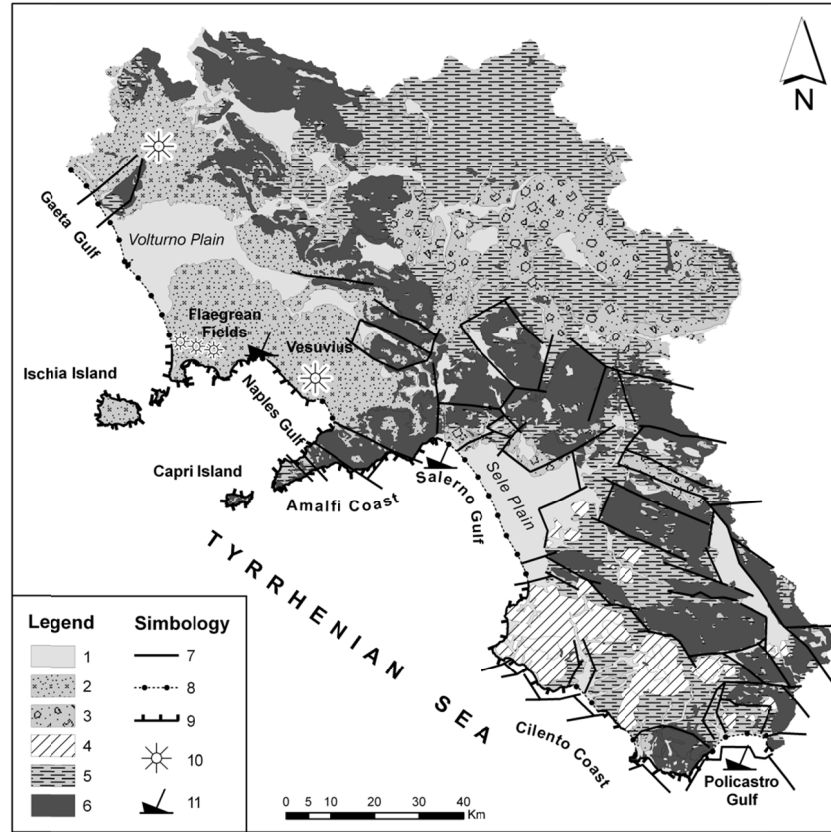 N
Gaeta Gulf
Volturno Plain
Flaegrean
Fields
Vesuvius
Ischia Island
Naples Gulf
Capri Island
Amalfi Coast
Salerno Gulf
Sele Plain
TYRRHENIAN SEA
Cilento Coast
Policastro
Gulf
Legend
1
2
3
4
5
6
Simbology
7
8
9
10
11
0 5 10 20 30 40
Km